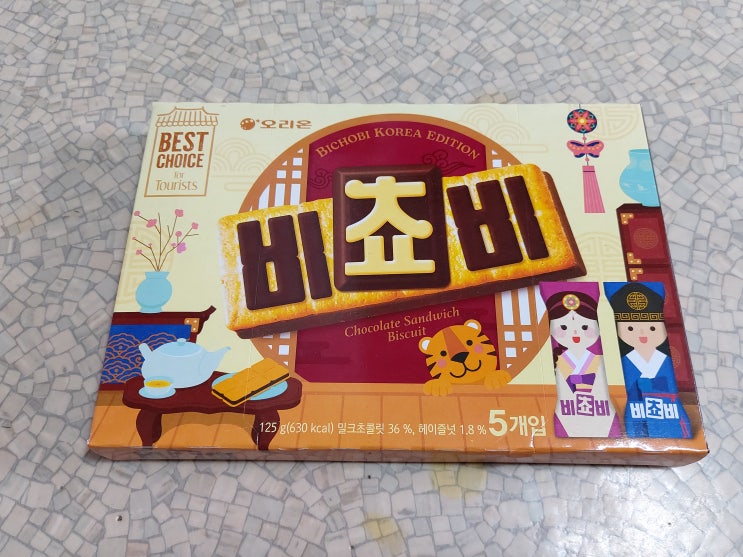 오리온
BEST
CHOICE
for
Tourists
BICHOBI KOREA EDITION
비쵸비
Chocolate Sandwich
Biscuit
비쵸비
비쵸비
125 g(630 kcal) 밀크초콜릿 36 %, 헤이즐넛 1.8 % 5개입